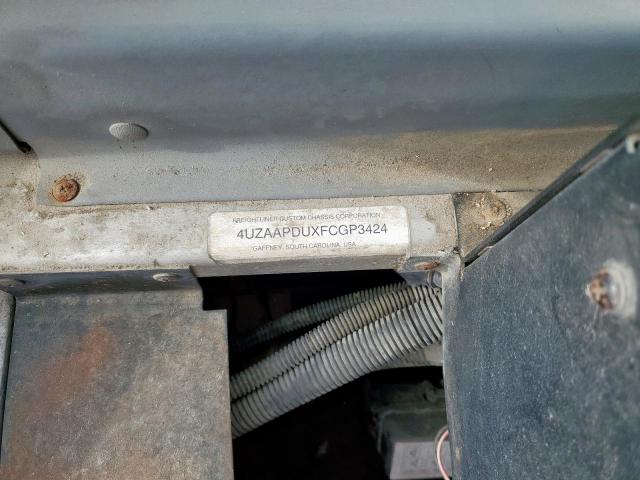 FREIGHTLINER CUSTOM CHASSIS CORPORATION
4UZAAPDUXFCGP3424
GAFFNEY, SOUTH CAROLINA, USA